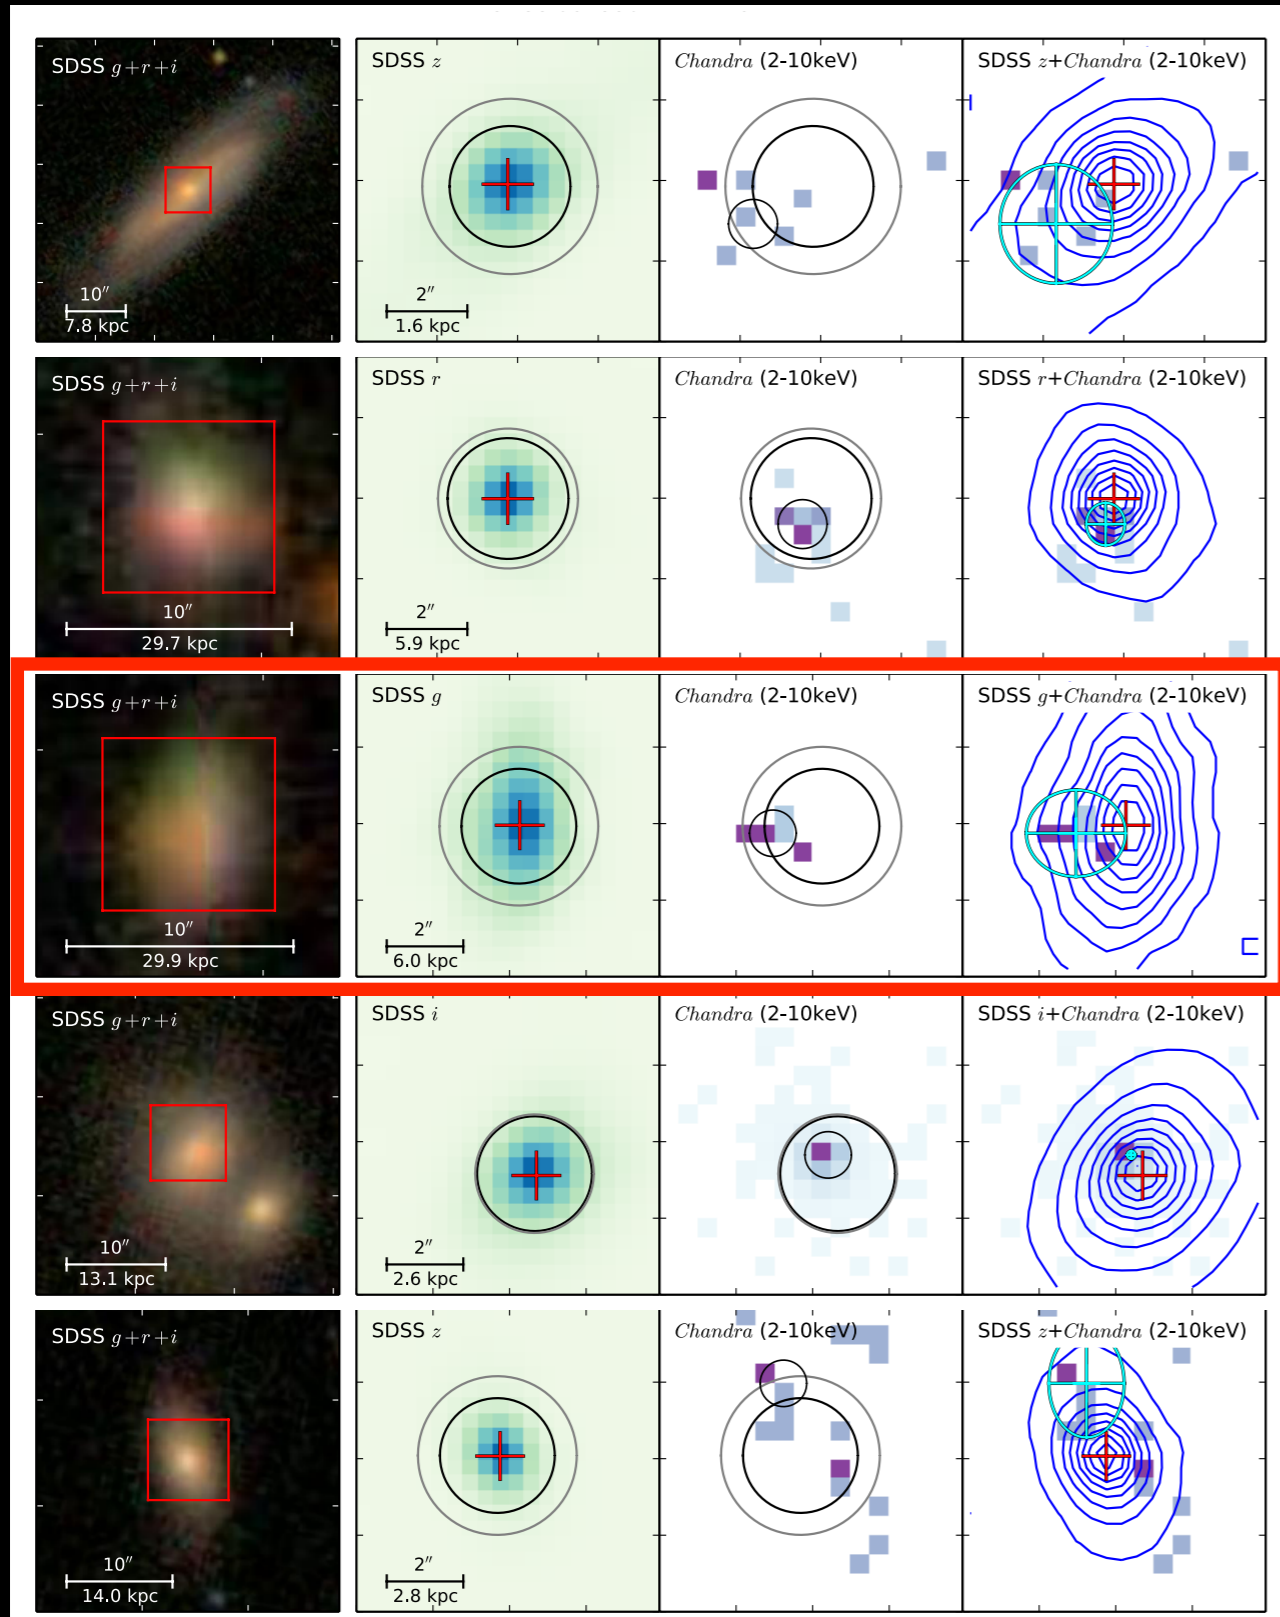 SDSS g+r+i
10″
7.8 kpc
SDSS z
2″
1.6 kpc
Chandra (2-10keV)
SDSS z+Chandra (2-10keV)
SDSS g+r+i
10″
29.7 kpc
SDSS r
2″
5.9 kpc
Chandra (2-10keV)
SDSS r+Chandra (2-10keV)
SDSS g+r+i
10″
29.9 kpc
SDSS g
2″
6.0 kpc
Chandra (2-10keV)
SDSS g+Chandra (2-10keV)
SDSS g+r+i
10″
13.1 kpc
SDSS i
2″
2.6 kpc
Chandra (2-10keV)
SDSS i+Chandra (2-10keV)
SDSS g+r+i
10″
14.0 kpc
SDSS z
2″
2.8 kpc
Chandra (2-10keV)
SDSS z+Chandra (2-10keV)